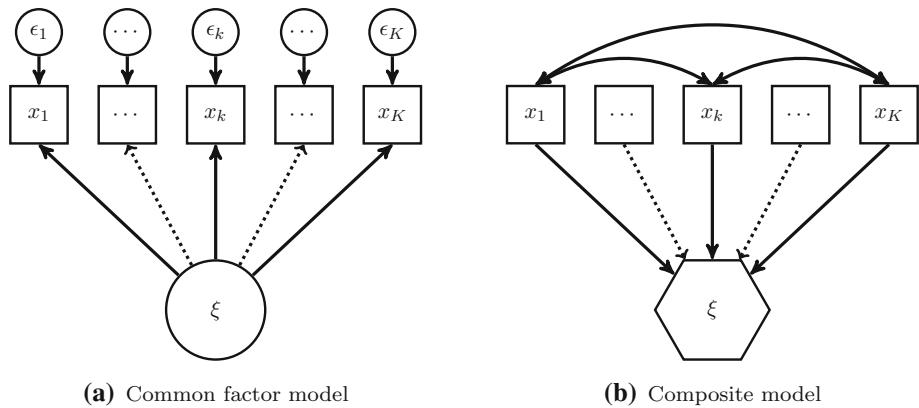 ϵ1 ⋯ ϵk ⋯ ϵK
x1 ⋯ xk ⋯ xK
x1 ⋯ xk ⋯ xK
ξ
ξ
(a) Common factor model
(b) Composite model